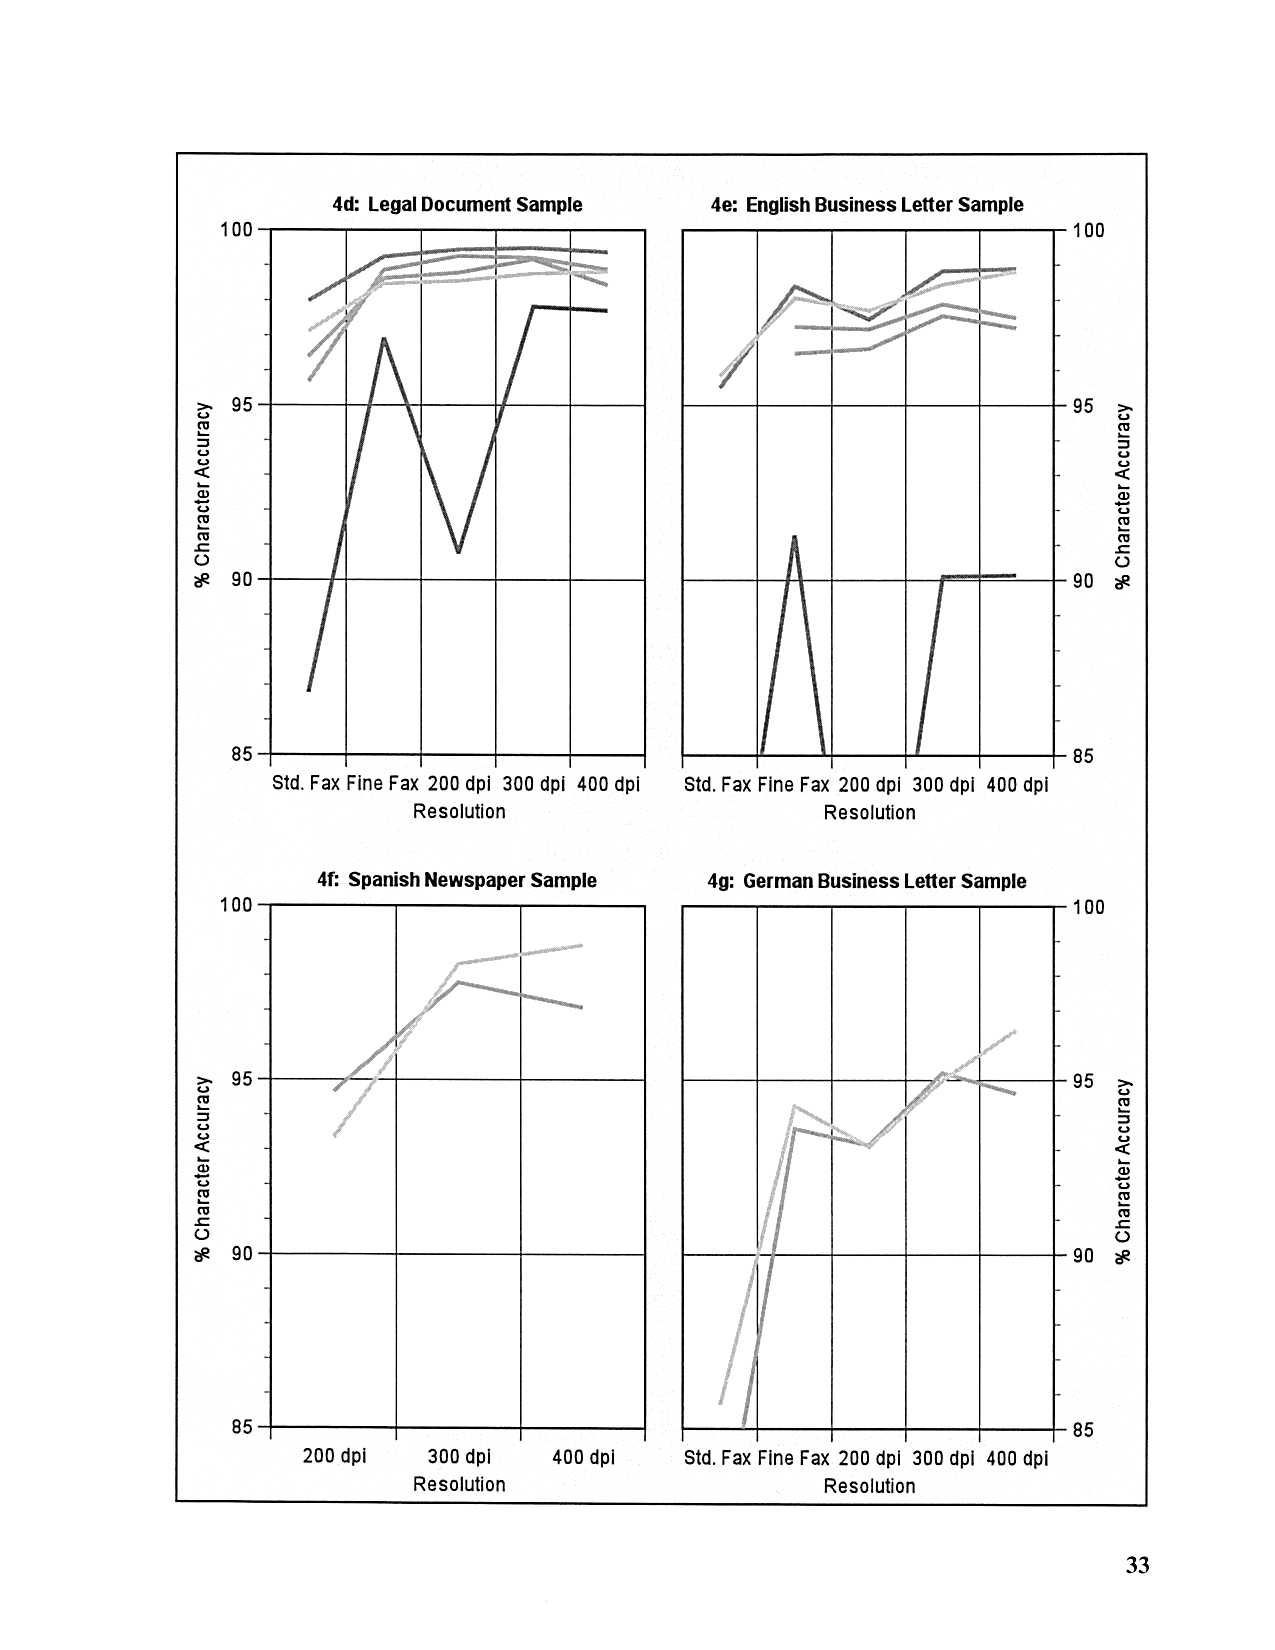 4d: Legal Document Sample
100
95
90
85
% Character Accuracy
Std. Fax Fine Fax 200 dpi 300 dpi 400 dpi
Resolution
4e: English Business Letter Sample
100
95
90
85
% Character Accuracy
Std. Fax Fine Fax 200 dpi 300 dpi 400 dpi
Resolution
4f: Spanish Newspaper Sample
100
95
90
85
% Character Accuracy
200 dpi 300 dpi 400 dpi
Resolution
4g: German Business Letter Sample
100
95
90
85
% Character Accuracy
Std. Fax Fine Fax 200 dpi 300 dpi 400 dpi
Resolution
33